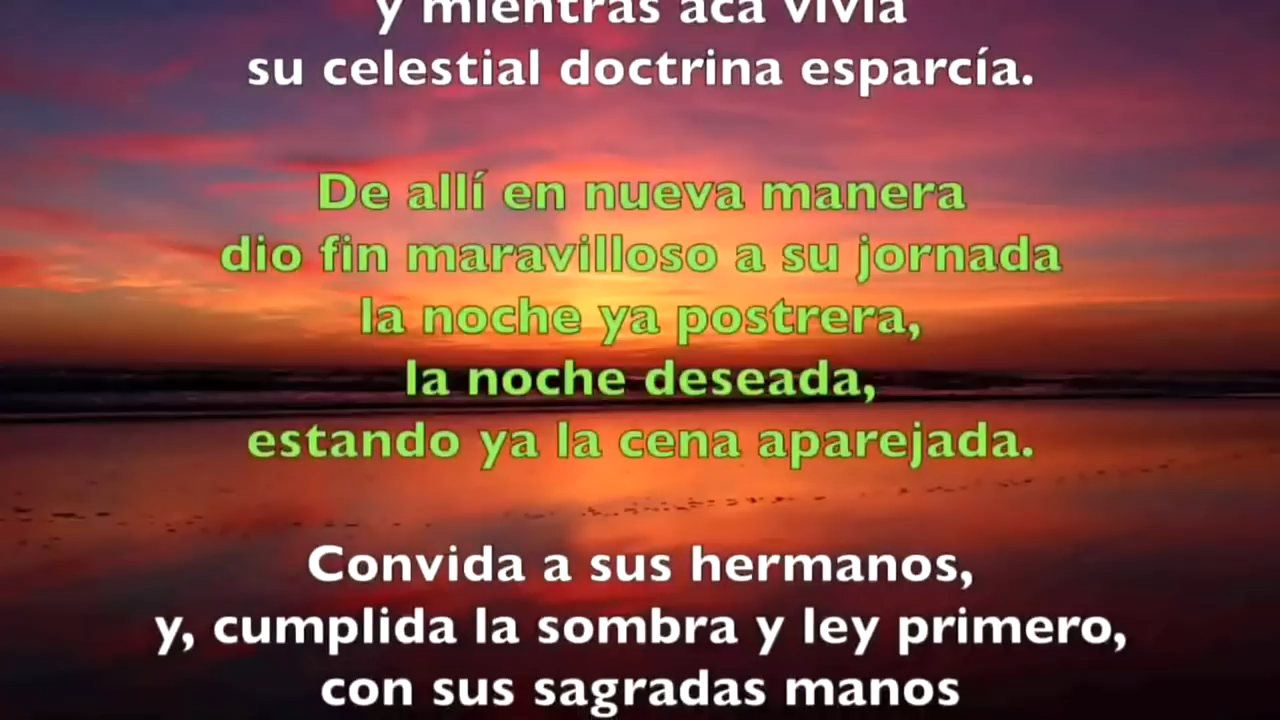 y mientras acá vivía
su celestial doctrina esparcía.
De allí en nueva manera
dio fin maravilloso a su jornada
la noche ya postrera,
la noche deseada,
estando ya la cena aparejada.
Convida a sus hermanos,
y, cumplida la sombra y ley primero,
con sus sagradas manos